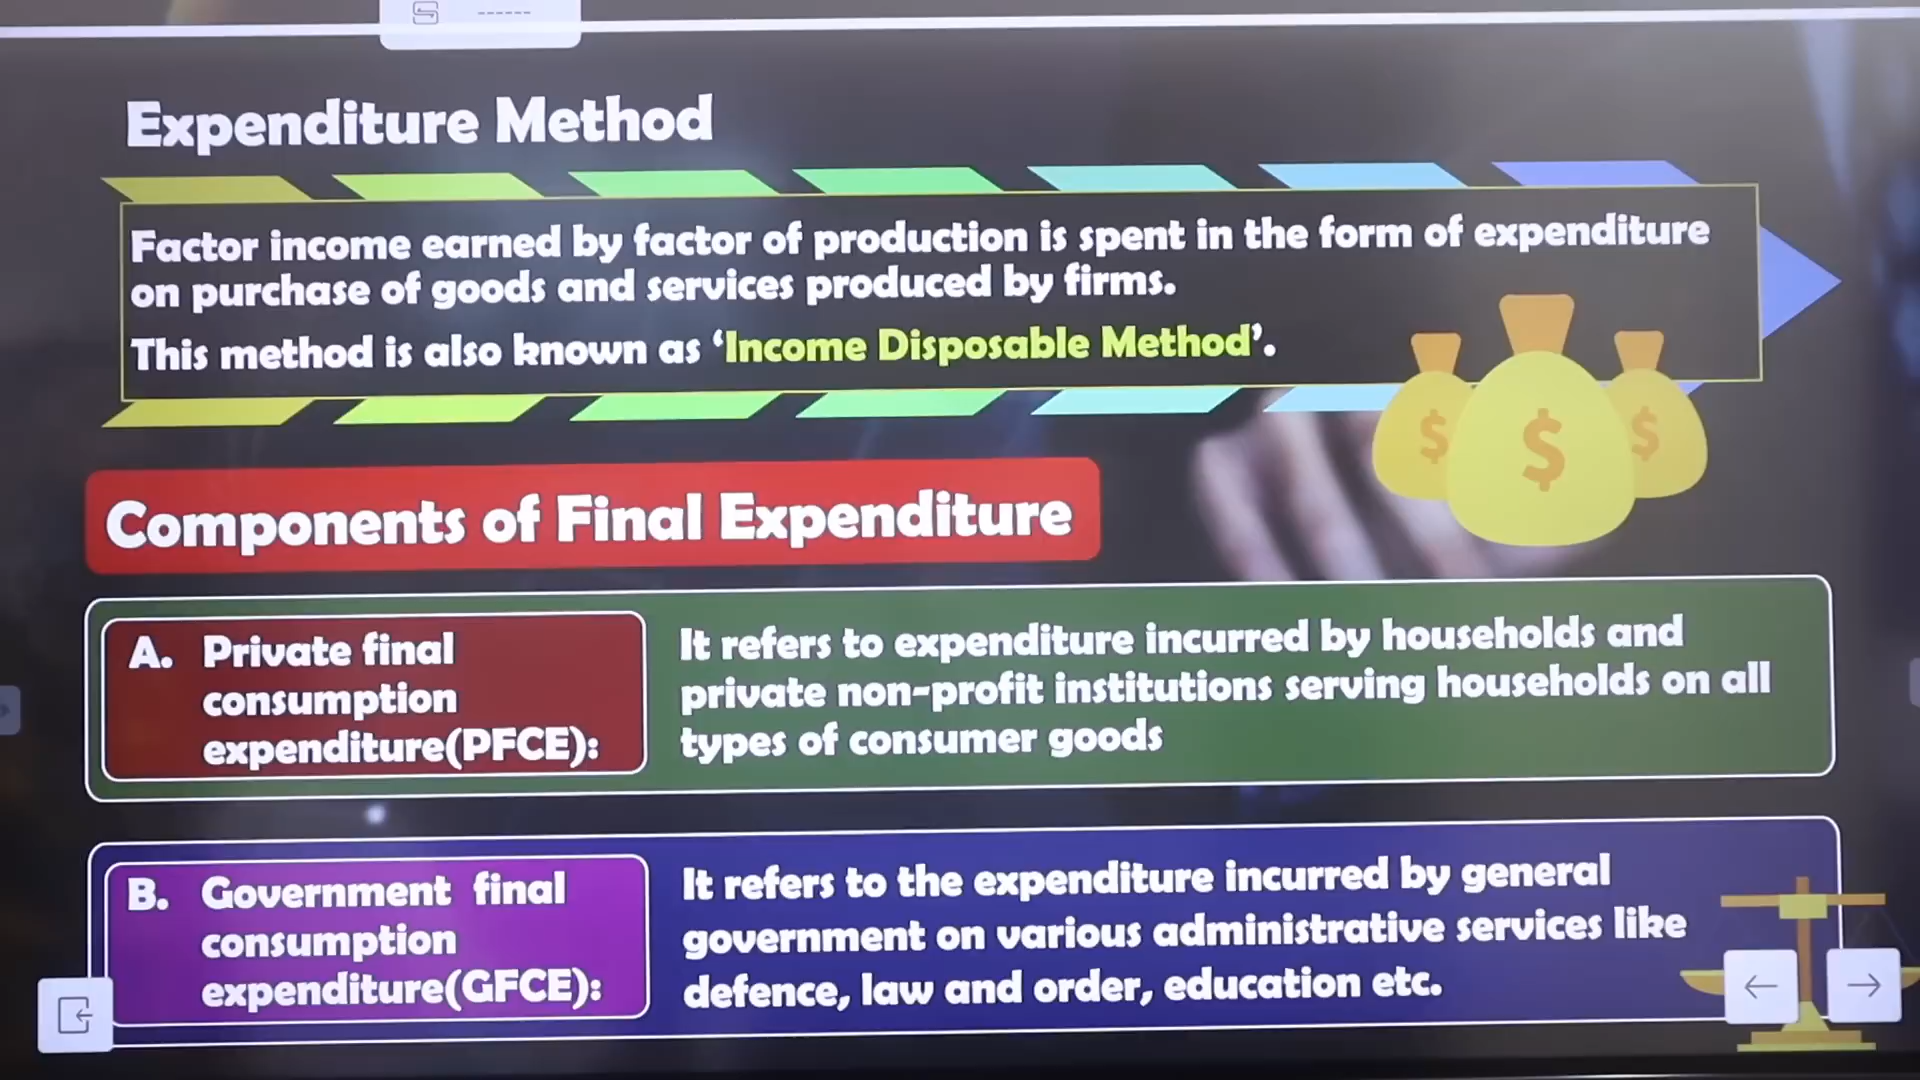 Expenditure Method
Factor income earned by factor of production is spent in the form of expenditure
on purchase of goods and services produced by firms.
This method is also known as ‘Income Disposable Method’.
$ $ $
Components of Final Expenditure
A. Private final
consumption
expenditure(PFCE):
It refers to expenditure incurred by households and
private non-profit institutions serving households on all
types of consumer goods
B. Government final
consumption
expenditure(GFCE):
It refers to the expenditure incurred by general
government on various administrative services like
defence, law and order, education etc.